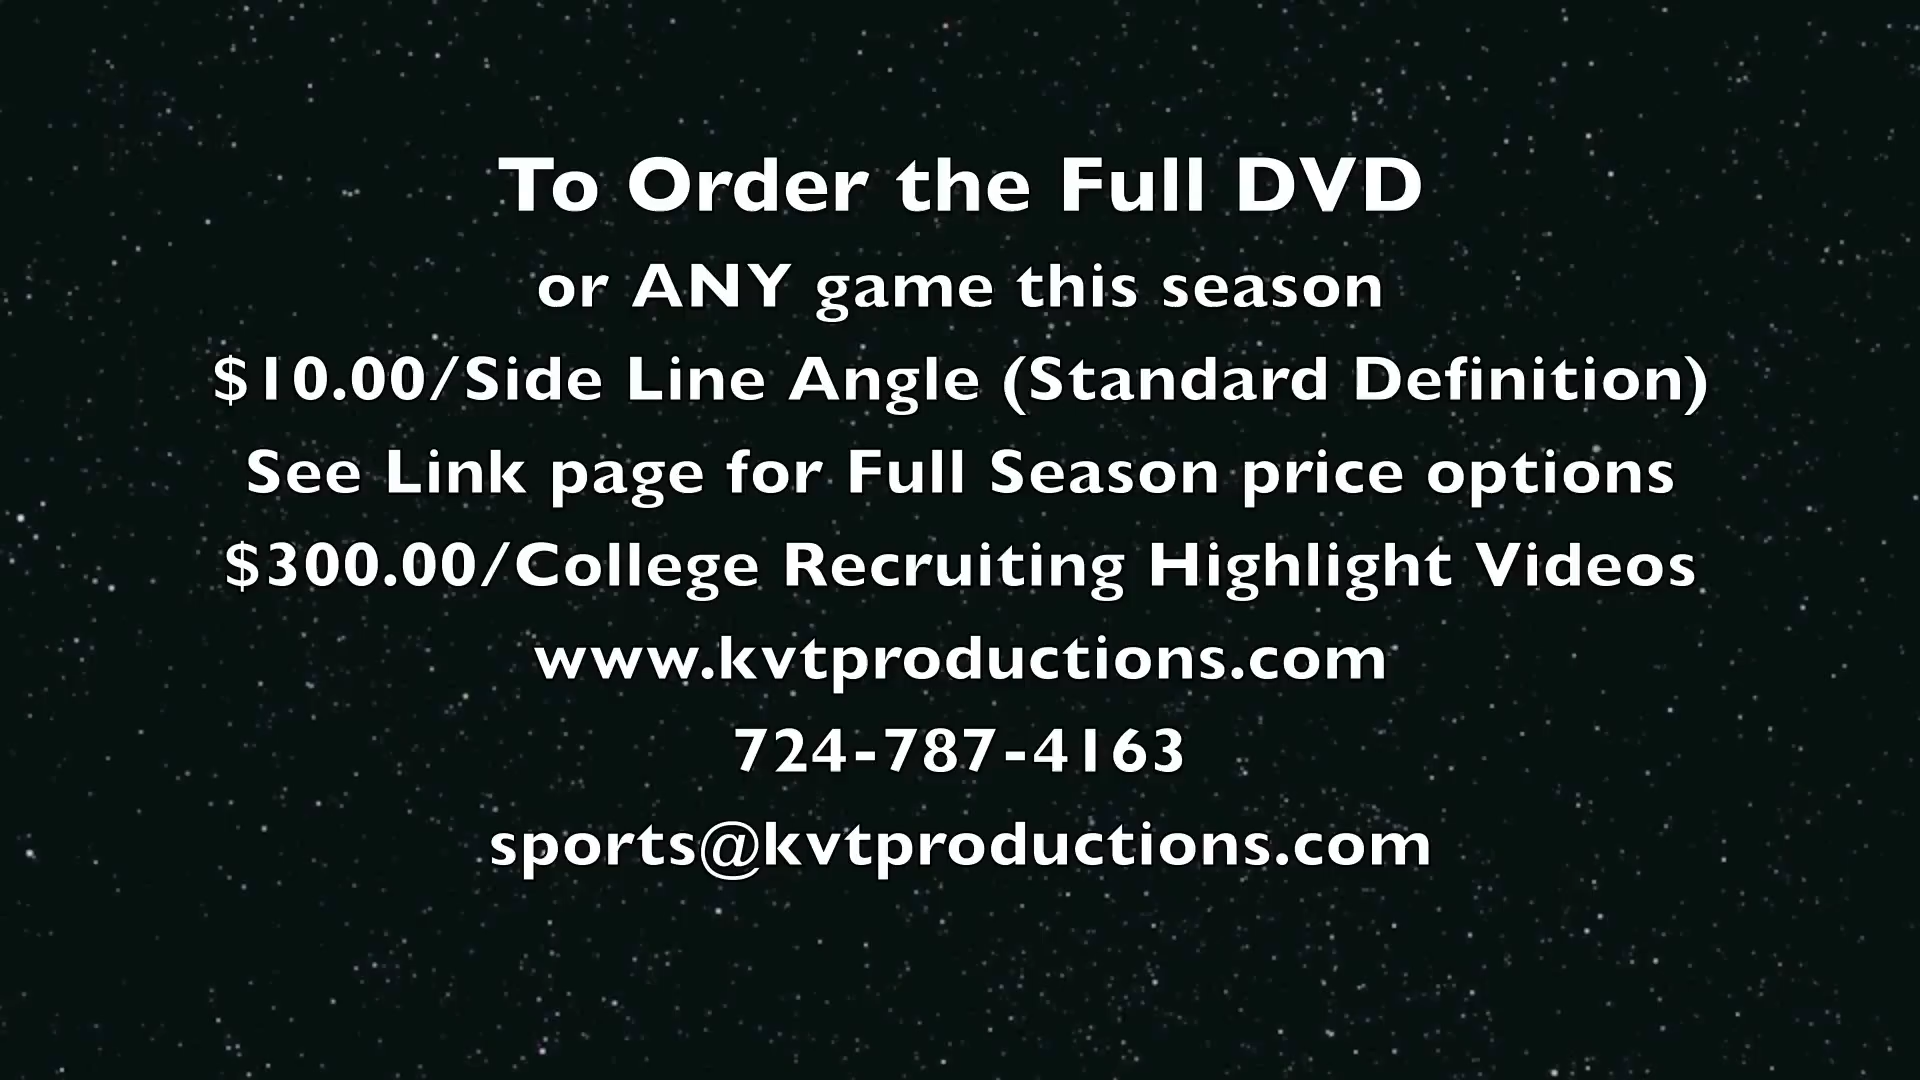 To Order the Full DVD
or ANY game this season
$10.00/Side Line Angle (Standard Definition)
See Link page for Full Season price options
$300.00/College Recruiting Highlight Videos
www.kvtproductions.com
724-787-4163
sports@kvtproductions.com